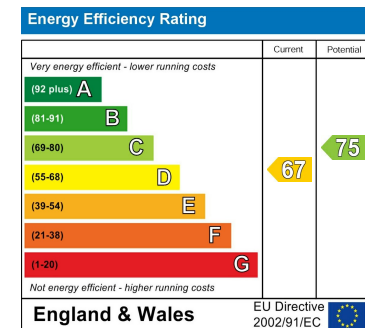 Energy Efficiency Rating
Current Potential
Very energy efficient - lower running costs
(92 plus) A
(81-91) B
(69-80) C 75
(55-68) D 67
(39-54) E
(21-38) F
(1-20) G
Not energy efficient - higher running costs
England & Wales
EU Directive
2002/91/EC